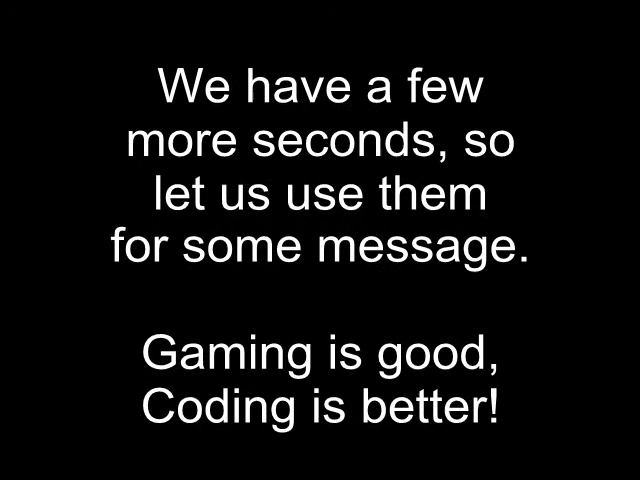 We have a few
more seconds, so
let us use them
for some message.
Gaming is good,
Coding is better!